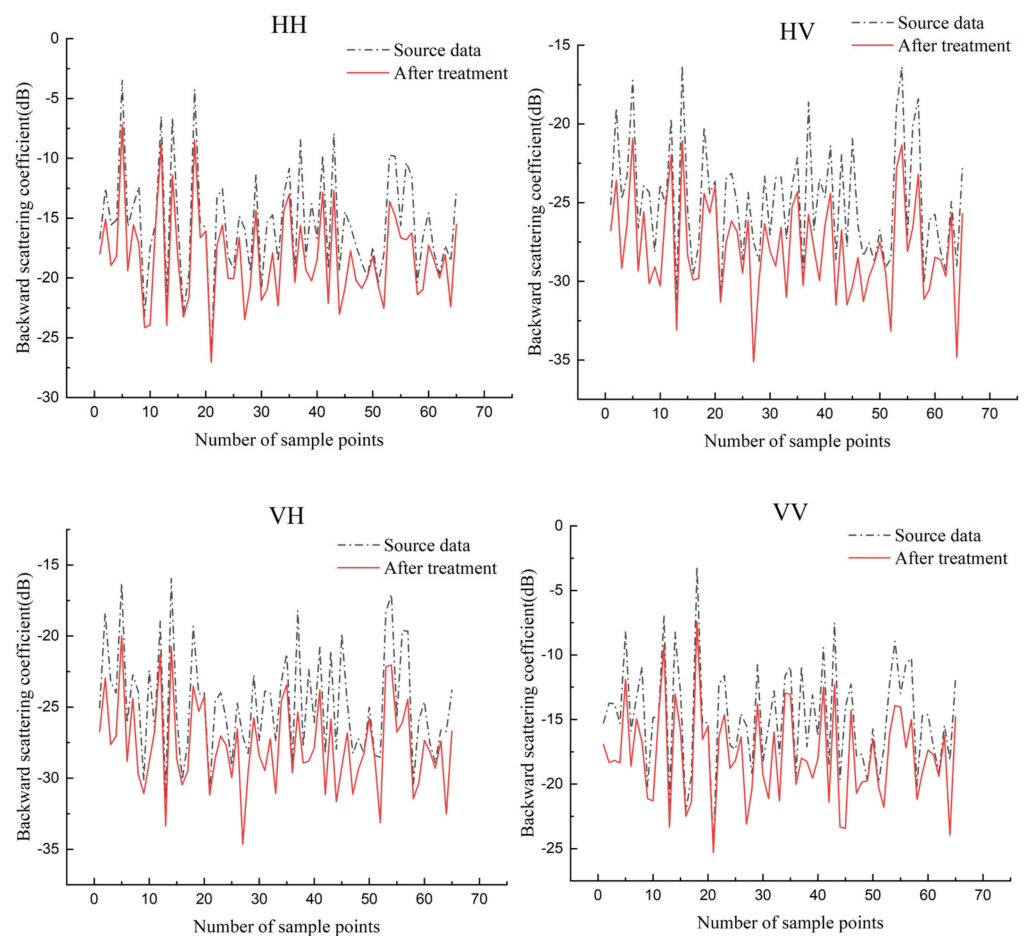 HH
Source data
After treatment
Backward scattering coefficient(dB)
0
-5
-10
-15
-20
-25
-30
0 10 20 30 40 50 60 70
Number of sample points
HV
Source data
After treatment
Backward scattering coefficient(dB)
-15
-20
-25
-30
-35
0 10 20 30 40 50 60 70
Number of sample points
VH
Source data
After treatment
Backward scattering coefficient(dB)
-15
-20
-25
-30
-35
0 10 20 30 40 50 60 70
Number of sample points
VV
Source data
After treatment
Backward scattering coefficient(dB)
0
-5
-10
-15
-20
-25
0 10 20 30 40 50 60 70
Number of sample points